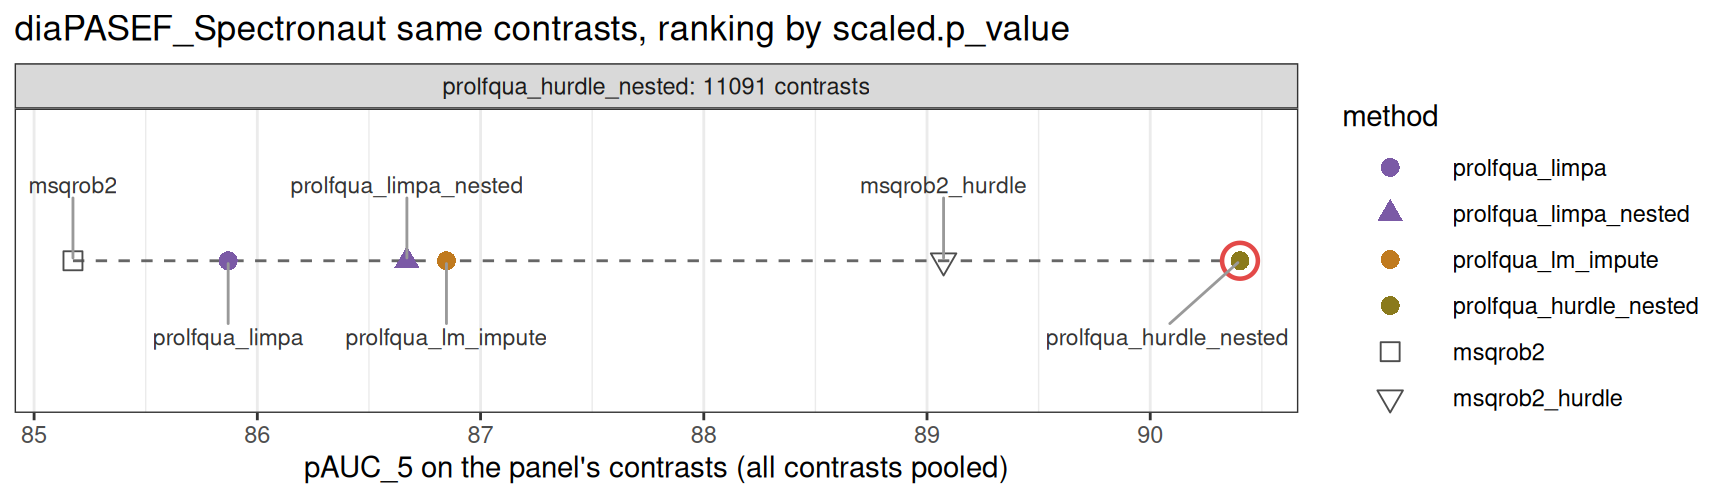 diaPASEF_Spectronaut same contrasts, ranking by scaled.p_value
prolfqua_hurdle_nested: 11091 contrasts
msqrob2
prolfqua_limpa_nested
msqrob2_hurdle
prolfqua_limpa
prolfqua_lm_impute
prolfqua_hurdle_nested
85 86 87 88 89 90
pAUC_5 on the panel's contrasts (all contrasts pooled)
method
prolfqua_limpa
prolfqua_limpa_nested
prolfqua_lm_impute
prolfqua_hurdle_nested
msqrob2
msqrob2_hurdle